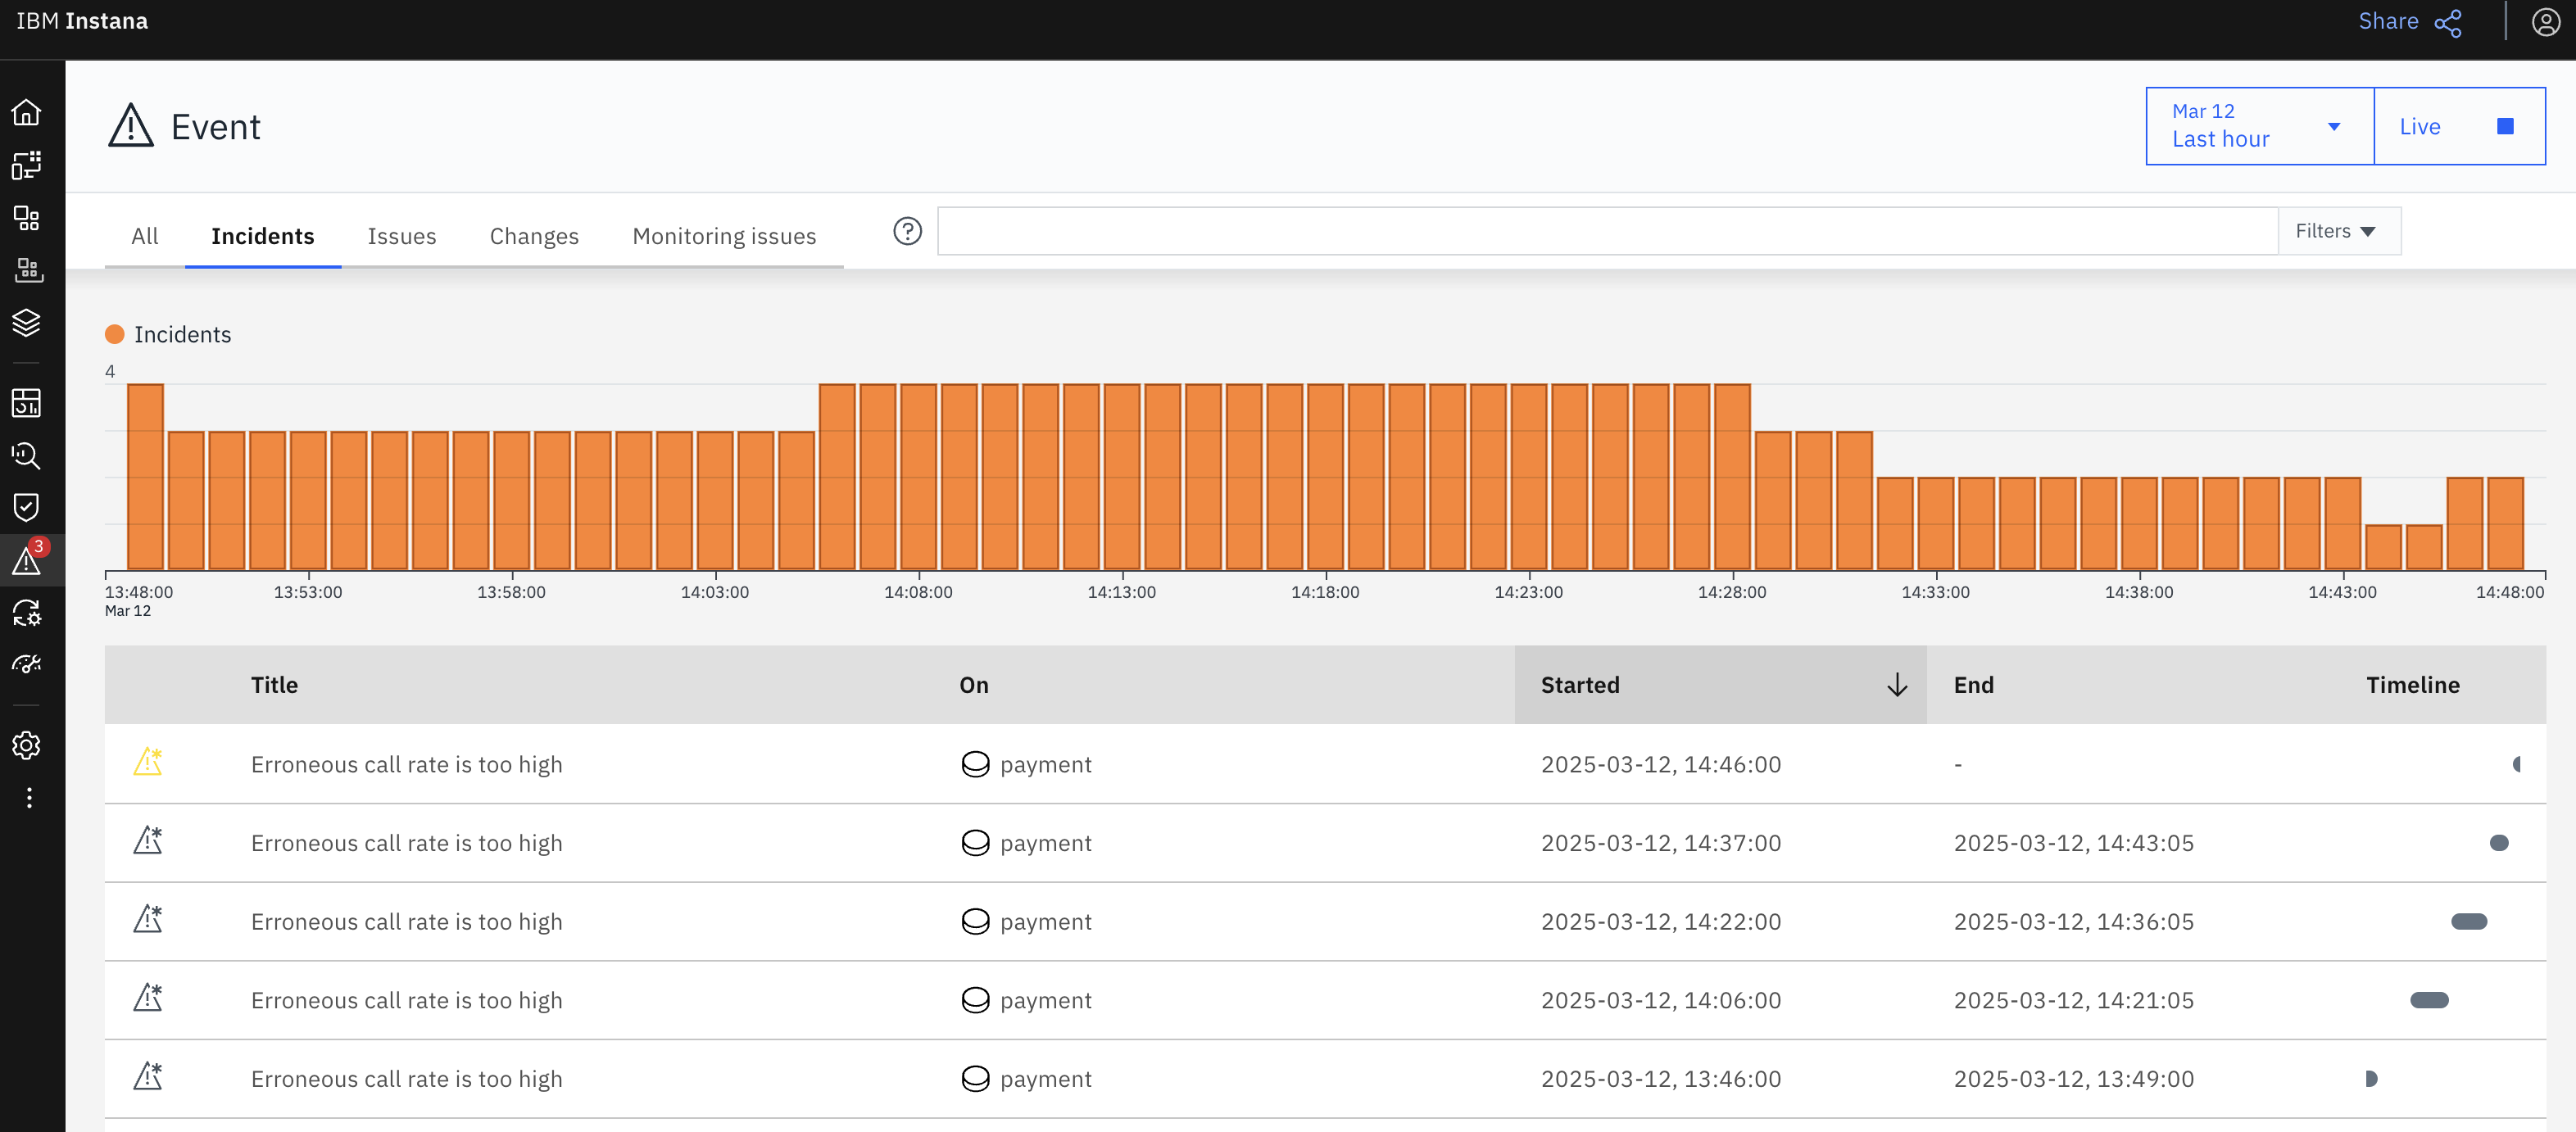 IBM Instana
Share
Event
Mar 12
Last hour
Live
All Incidents Issues Changes Monitoring issues
?
Filters
Incidents
4
3
13:48:00 13:53:00 13:58:00 14:03:00 14:08:00 14:13:00 14:18:00 14:23:00 14:28:00 14:33:00 14:38:00 14:43:00 14:48:00
Mar 12
Title On Started End Timeline
Erroneous call rate is too high payment 2025-03-12, 14:46:00 -
Erroneous call rate is too high payment 2025-03-12, 14:37:00 2025-03-12, 14:43:05
Erroneous call rate is too high payment 2025-03-12, 14:22:00 2025-03-12, 14:36:05
Erroneous call rate is too high payment 2025-03-12, 14:06:00 2025-03-12, 14:21:05
Erroneous call rate is too high payment 2025-03-12, 13:46:00 2025-03-12, 13:49:00